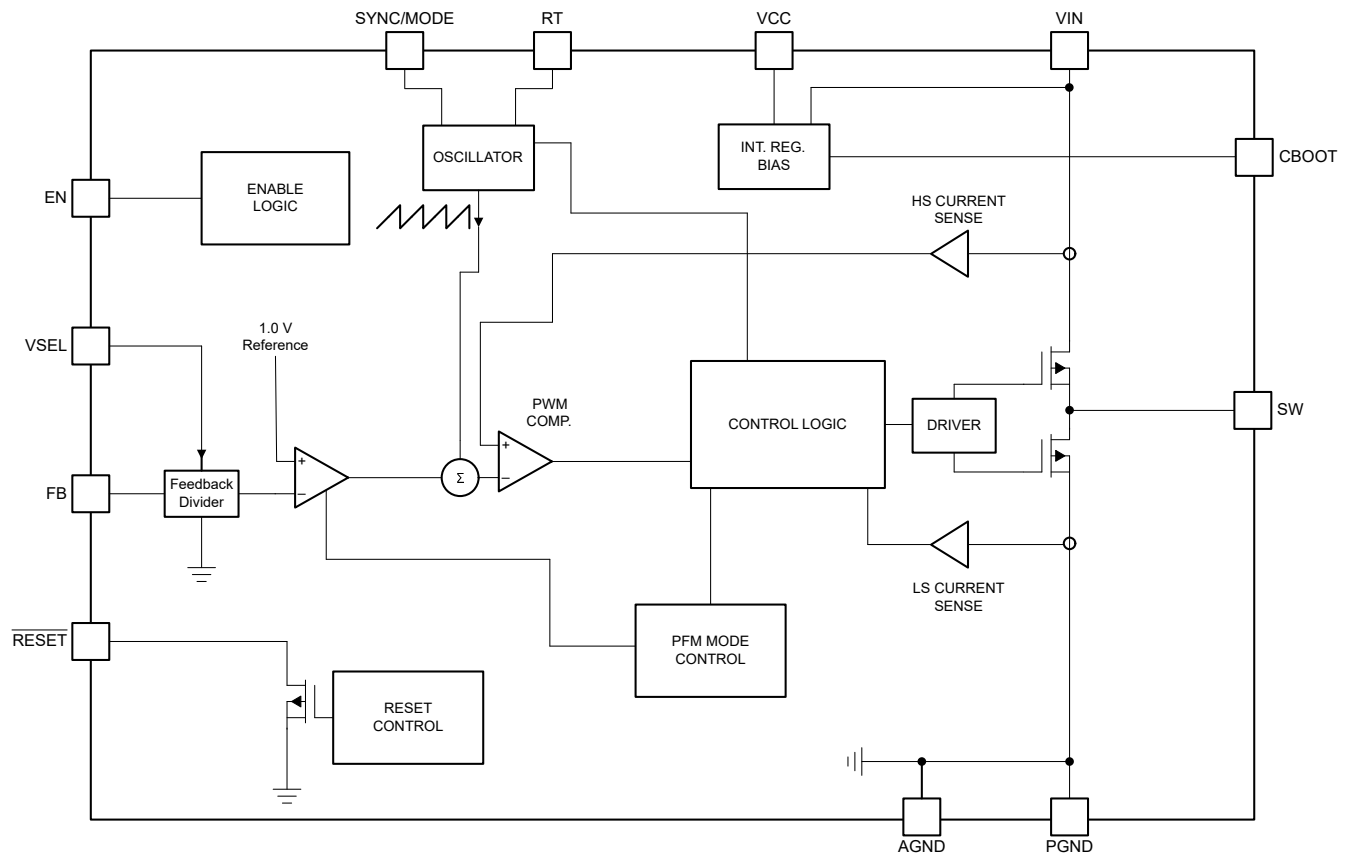 SYNC/MODE
RT
VCC
VIN
OSCILLATOR
INT. REG.
BIAS
CBOOT
EN
ENABLE
LOGIC
HS CURRENT
SENSE
VSEL
1.0 V
Reference
PWM
COMP.
CONTROL LOGIC
DRIVER
SW
FB
Feedback
Divider
+
−
Σ
+
−
LS CURRENT
SENSE
RESET
PFM MODE
CONTROL
RESET
CONTROL
AGND
PGND